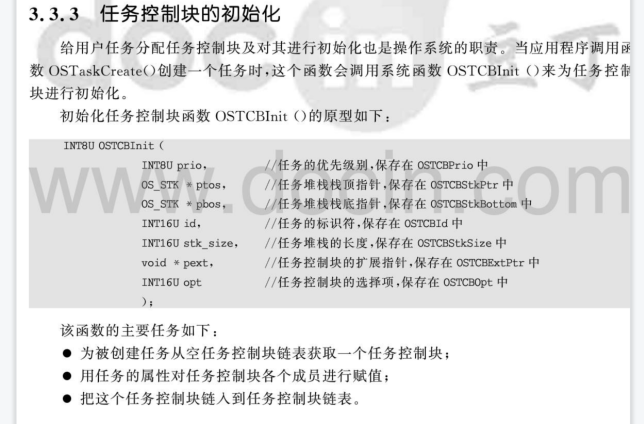 3.3.3 任务控制块的初始化
给用户任务分配任务控制块及对其进行初始化也是操作系统的职责。当应用程序调用函
数 OSTaskCreate()创建一个任务时,这个函数会调用系统函数 OSTCBInit ()来为任务控制
块进行初始化。
初始化任务控制块函数 OSTCBInit ()的原型如下:
INT8U OSTCBInit (
INT8U prio, //任务的优先级别,保存在 OSTCBPrio 中
OS_STK * ptos, //任务堆栈栈顶指针,保存在 OSTCBStkPtr 中
OS_STK * pbos, //任务堆栈栈底指针,保存在 OSTCBStkBottom 中
INT16U id, //任务的标识符,保存在 OSTCBId 中
INT16U stk_size, //任务堆栈的长度,保存在 OSTCBStkSize 中
void * pext, //任务控制块的扩展指针,保存在 OSTCBExtPtr 中
INT16U opt //任务控制块的选择项,保存在 OSTCBOpt 中
);
该函数的主要任务如下:
● 为被创建任务从空任务控制块链表获取一个任务控制块;
● 用任务的属性对任务控制块各个成员进行赋值;
● 把这个任务控制块链入到任务控制块链表。
docin 豆丁
www.docin.com